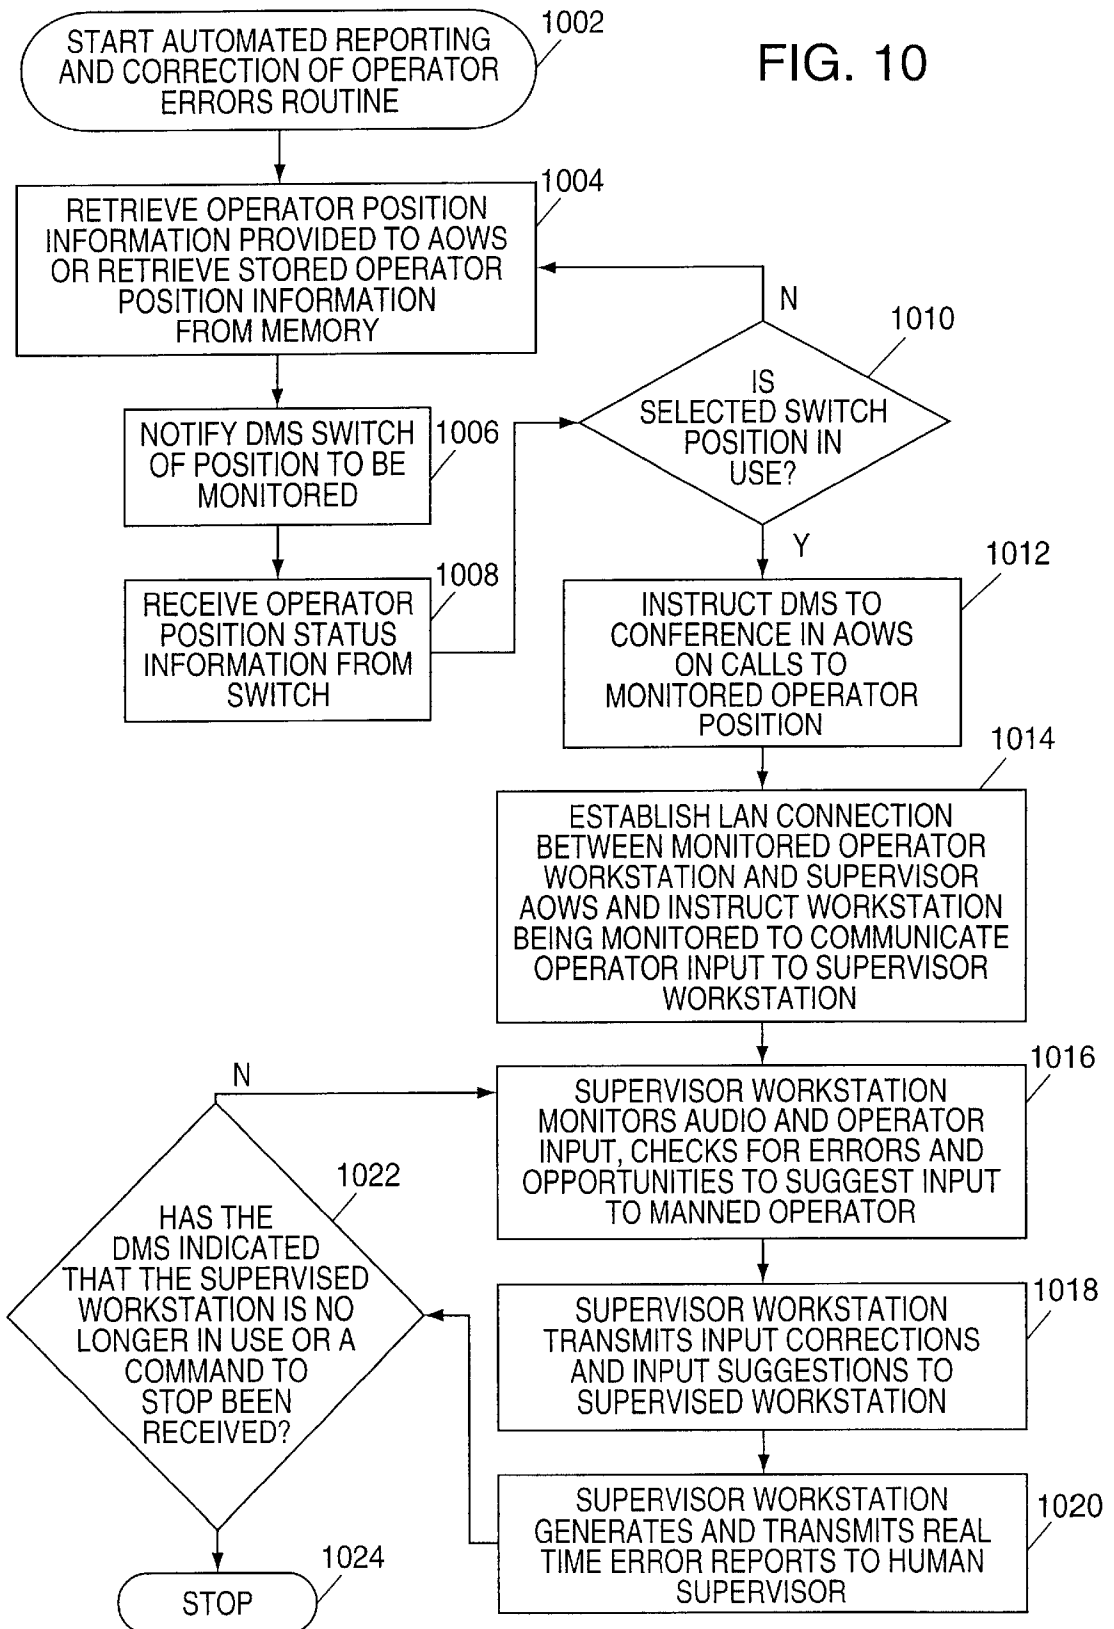 FIG. 10
1002
START AUTOMATED REPORTING
AND CORRECTION OF OPERATOR
ERRORS ROUTINE
1004
RETRIEVE OPERATOR POSITION
INFORMATION PROVIDED TO AOWS
OR RETRIEVE STORED OPERATOR
POSITION INFORMATION
FROM MEMORY
1006
NOTIFY DMS SWITCH
OF POSITION TO BE
MONITORED
1008
RECEIVE OPERATOR
POSITION STATUS
INFORMATION FROM
SWITCH
N
1010
IS
SELECTED SWITCH
POSITION IN
USE?
Y
1012
INSTRUCT DMS TO
CONFERENCE IN AOWS
ON CALLS TO
MONITORED OPERATOR
POSITION
1014
ESTABLISH LAN CONNECTION
BETWEEN MONITORED OPERATOR
WORKSTATION AND SUPERVISOR
AOWS AND INSTRUCT WORKSTATION
BEING MONITORED TO COMMUNICATE
OPERATOR INPUT TO SUPERVISOR
WORKSTATION
1016
SUPERVISOR WORKSTATION
MONITORS AUDIO AND OPERATOR
INPUT, CHECKS FOR ERRORS AND
OPPORTUNITIES TO SUGGEST INPUT
TO MANNED OPERATOR
1018
SUPERVISOR WORKSTATION
TRANSMITS INPUT CORRECTIONS
AND INPUT SUGGESTIONS TO
SUPERVISED WORKSTATION
1020
SUPERVISOR WORKSTATION
GENERATES AND TRANSMITS REAL
TIME ERROR REPORTS TO HUMAN
SUPERVISOR
N
1022
HAS THE
DMS INDICATED
THAT THE SUPERVISED
WORKSTATION IS NO
LONGER IN USE OR A
COMMAND TO
STOP BEEN
RECEIVED?
1024
STOP